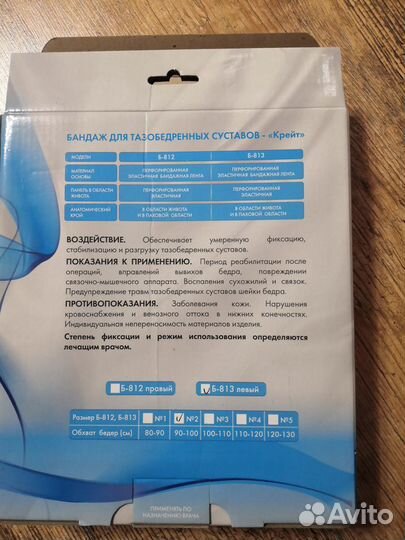 БАНДАЖ ДЛЯ ТАЗОБЕДРЕННЫХ СУСТАВОВ - «Крейт»
МОДЕЛИ Б-812 Б-813
МАТЕРИАЛ ОСНОВЫ ПЕРФОРИРОВАННАЯ ЭЛАСТИЧНАЯ БАНДАЖНАЯ ЛЕНТА ПЕРФОРИРОВАННАЯ ЭЛАСТИЧНАЯ БАНДАЖНАЯ ЛЕНТА
ПАНЕЛЬ В ОБЛАСТИ ЖИВОТА ПЕРФОРИРОВАННАЯ ЭЛАСТИЧНАЯ ПЕРФОРИРОВАННАЯ ЭЛАСТИЧНАЯ
АНАТОМИЧЕСКИЙ КРОЙ В ОБЛАСТИ ЖИВОТА И В ПАХОВОЙ ОБЛАСТИ В ОБЛАСТИ ЖИВОТА И В ПАХОВОЙ ОБЛАСТИ
ВОЗДЕЙСТВИЕ. Обеспечивает умеренную фиксацию,
стабилизацию и разгрузку тазобедренных суставов.
ПОКАЗАНИЯ К ПРИМЕНЕНИЮ. Период реабилитации после
операций, вправлений вывихов бедра, повреждении
связочно-мышечного аппарата. Воспаления сухожилий и связок.
Предупреждение травм тазобедренных суставов шейки бедра.
ПРОТИВОПОКАЗАНИЯ. Заболевания кожи. Нарушения
кровоснабжения и венозного оттока в нижних конечностях.
Индивидуальная непереносимость материалов изделия.
Степень фиксации и режим использования определяются
лечащим врачом.
Б-812 правый Б-813 левый
Размер Б-812, Б-813 №1 №2 №3 №4 №5
Обхват бедер (см) 80-90 90-100 100-110 110-120 120-130
ПРИМЕНЯТЬ ПО
НАЗНАЧЕНИЮ ВРАЧА
Avito